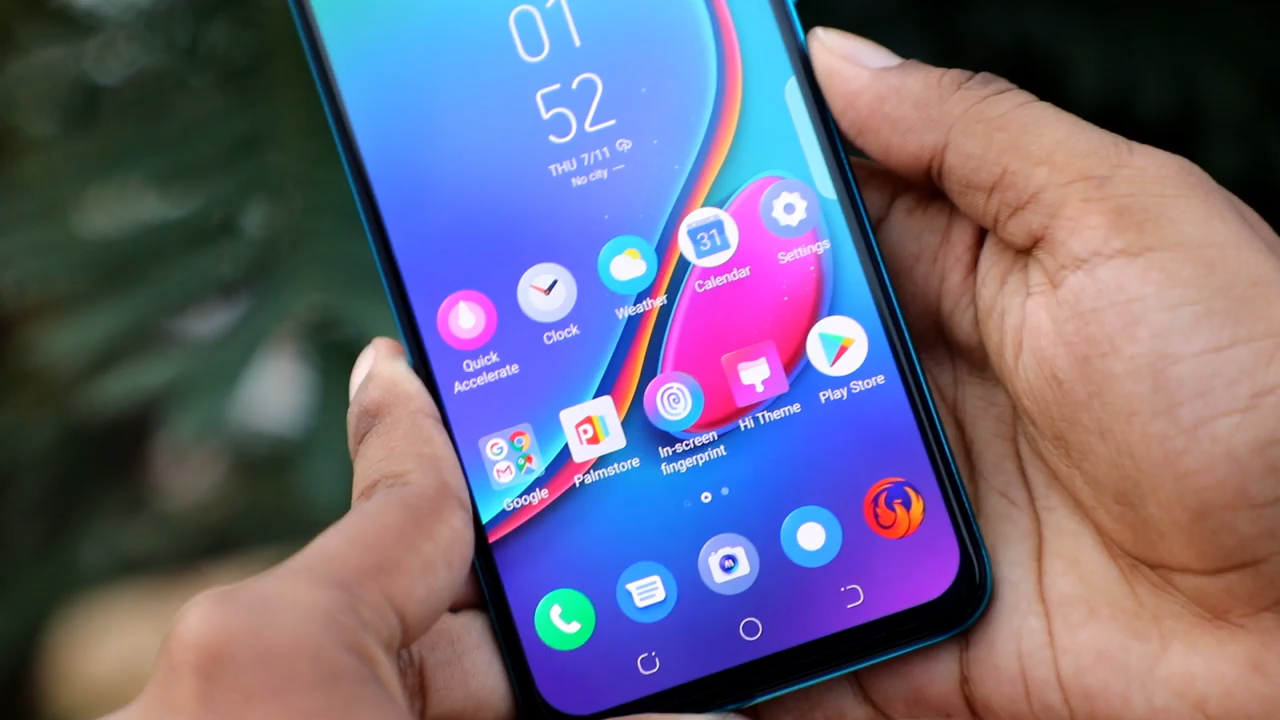 01
52
THU 7/11
No city —
31
Quick
Accelerate
Clock
Weather
Calendar
Settings
Google
Palmstore
In-screen
fingerprint
Hi Theme
Play Store